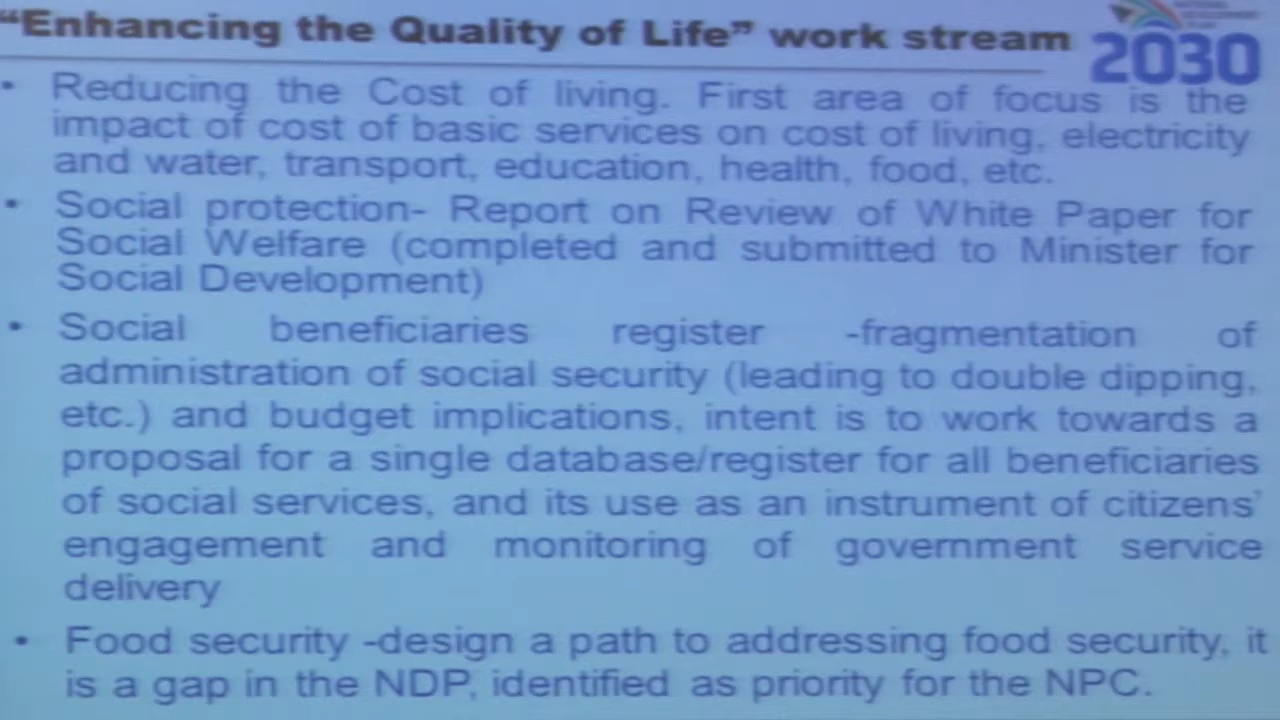 “Enhancing the Quality of Life” work stream
2030
• Reducing the Cost of living. First area of focus is the
impact of cost of basic services on cost of living, electricity
and water, transport, education, health, food, etc.
• Social protection- Report on Review of White Paper for
Social Welfare (completed and submitted to Minister for
Social Development)
• Social beneficiaries register -fragmentation of
administration of social security (leading to double dipping,
etc.) and budget implications, intent is to work towards a
proposal for a single database/register for all beneficiaries
of social services, and its use as an instrument of citizens’
engagement and monitoring of government service
delivery
• Food security -design a path to addressing food security, it
is a gap in the NDP, identified as priority for the NPC.